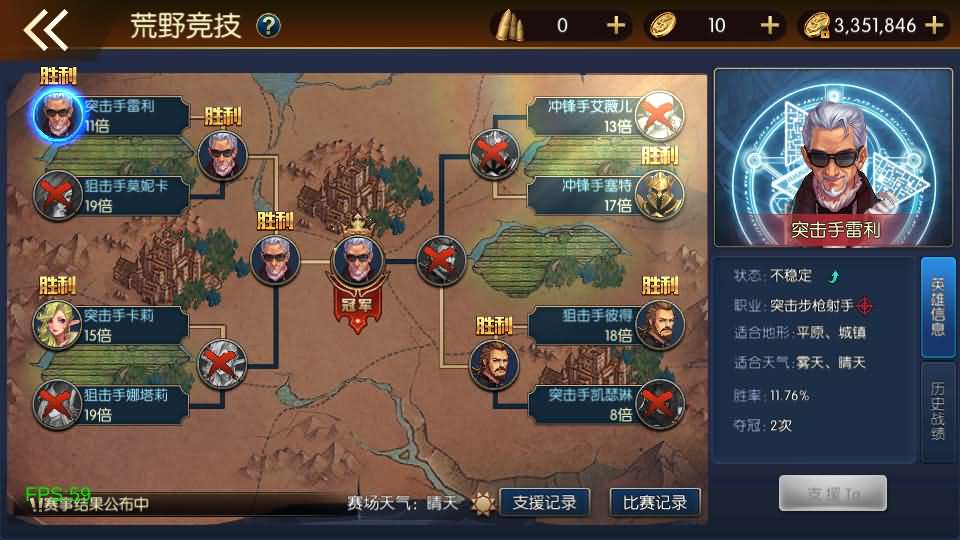 荒野竞技 ?
0
10
3,351,846
胜利
突击手雷利
11倍
胜利
狙击手莫妮卡
19倍
胜利
冲锋手艾薇儿
13倍
胜利
冲锋手塞特
17倍
冠军
胜利
突击手卡莉
15倍
狙击手娜塔莉
19倍
胜利
狙击手彼得
18倍
胜利
突击手凯瑟琳
8倍
突击手雷利
状态:不稳定
职业:突击步枪射手
适合地形:平原、城镇
适合天气:雾天、晴天
胜率:11.76%
夺冠:2次
英雄信息
历史战绩
FPS:59
赛事结果公布中
赛场天气：晴天
支援记录
比赛记录
支援Ta